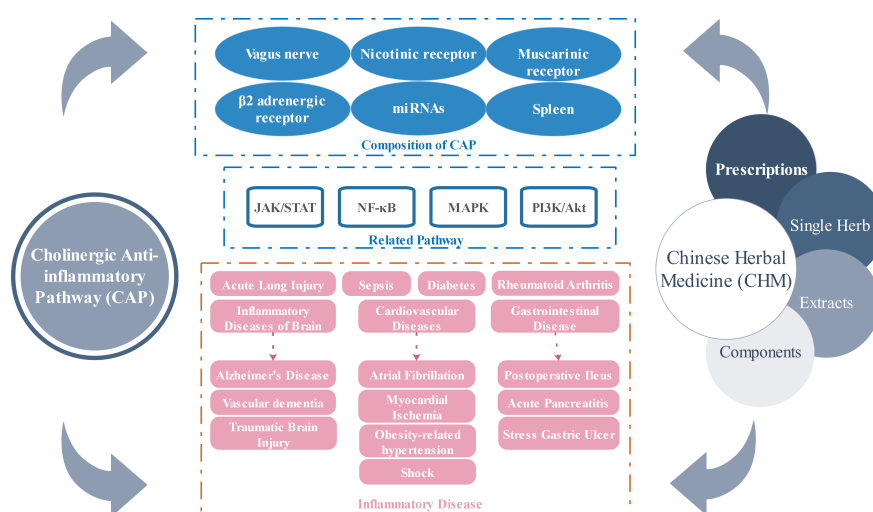 Vagus nerve
Nicotinic receptor
Muscarinic
receptor
β2 adrenergic
receptor
miRNAs
Spleen
Composition of CAP
JAK/STAT
NF-κB
MAPK
PI3K/Akt
Related Pathway
Cholinergic Anti-
inflammatory
Pathway (CAP)
Acute Lung Injury
Sepsis
Diabetes
Rheumatoid Arthritis
Inflammatory
Diseases of Brain
Cardiovascular
Diseases
Gastrointestinal
Disease
Alzheimer's Disease
Vascular dementia
Traumatic Brain
Injury
Atrial Fibrillation
Myocardial
Ischemia
Obesity-related
hypertension
Shock
Postoperative Ileus
Acute Pancreatitis
Stress Gastric Ulcer
Inflammatory Disease
Prescriptions
Single Herb
Chinese Herbal
Medicine (CHM)
Extracts
Components